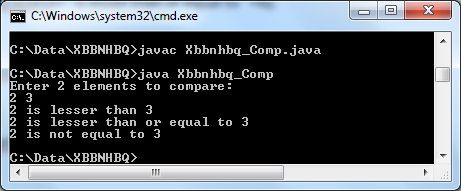 C:\Windows\system32\cmd.exe
C:\Data\XBBNHBQ>javac Xbbnhbq_Comp.java
C:\Data\XBBNHBQ>java Xbbnhbq_Comp
Enter 2 elements to compare:
2 3
2 is lesser than 3
2 is lesser than or equal to 3
2 is not equal to 3
C:\Data\XBBNHBQ>